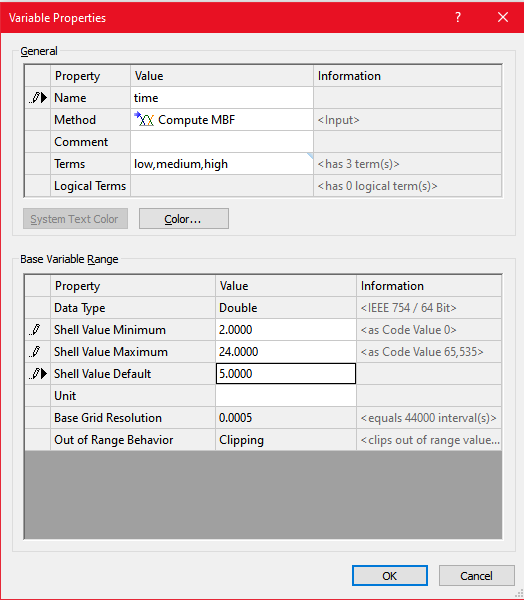 Variable Properties
General
Property Value Information
Name time
Method Compute MBF <Input>
Comment
Terms low,medium,high <has 3 term(s)>
Logical Terms <has 0 logical term(s)>
System Text Color Color...
Base Variable Range
Property Value Information
Data Type Double <IEEE 754 / 64 Bit>
Shell Value Minimum 2.0000 <as Code Value 0>
Shell Value Maximum 24.0000 <as Code Value 65,535>
Shell Value Default 5.0000
Unit
Base Grid Resolution 0.0005 <equals 44000 interval(s)>
Out of Range Behavior Clipping <clips out of range value...
OK Cancel